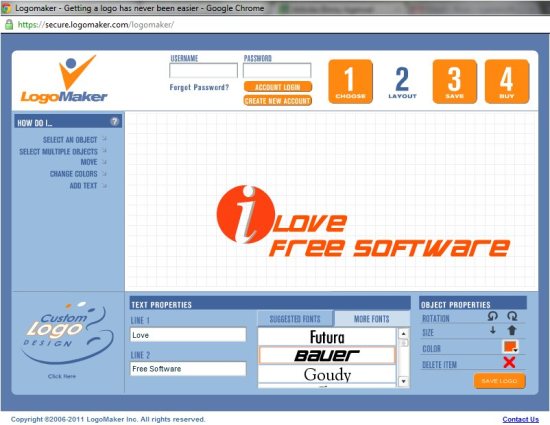 Logomaker - Getting a logo has never been easier - Google Chrome
https://secure.logomaker.com/logomaker/
LogoMaker
USERNAME
PASSWORD
Forgot Password?
ACCOUNT LOGIN
CREATE NEW ACCOUNT
1
CHOOSE
2
LAYOUT
3
SAVE
4
BUY
HOW DO I... ?
SELECT AN OBJECT
SELECT MULTIPLE OBJECTS
MOVE
CHANGE COLORS
ADD TEXT
i LOVE
FREE SOFTWARE
Custom
Logo
DESIGN
Click Here
TEXT PROPERTIES
LINE 1
Love
LINE 2
Free Software
SUGGESTED FONTS
MORE FONTS
Futura
BAUER
Goudy
OBJECT PROPERTIES
ROTATION
SIZE
COLOR
DELETE ITEM
SAVE LOGO
Copyright ©2006-2011 LogoMaker Inc. All rights reserved.
Contact Us